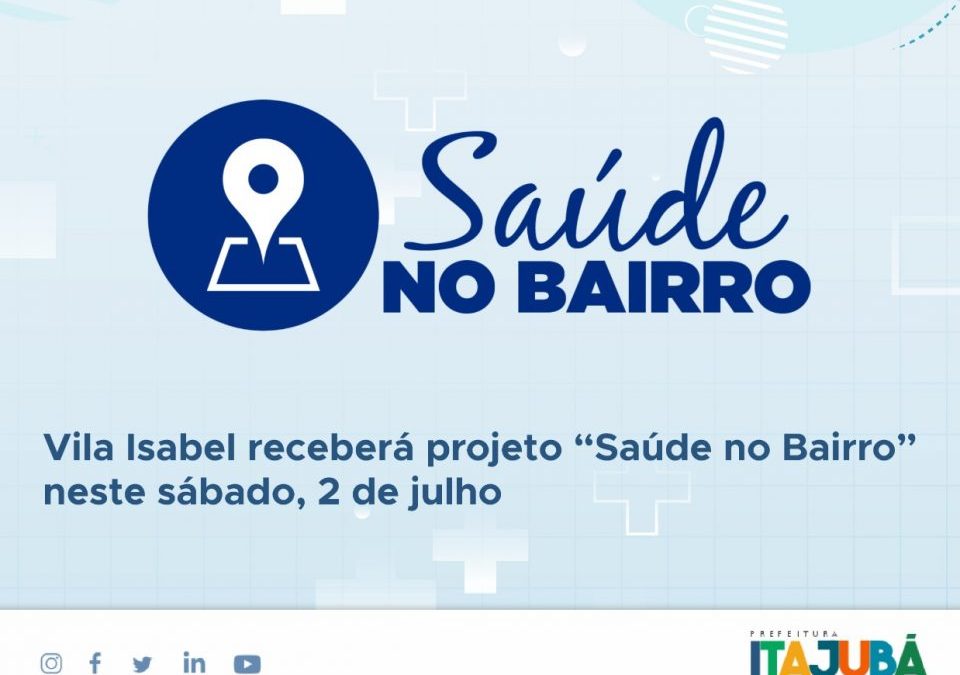 Saúde
NO BAIRRO
Vila Isabel receberá projeto “Saúde no Bairro”
neste sábado, 2 de julho
PREFEITURA
ITAJUBÁ